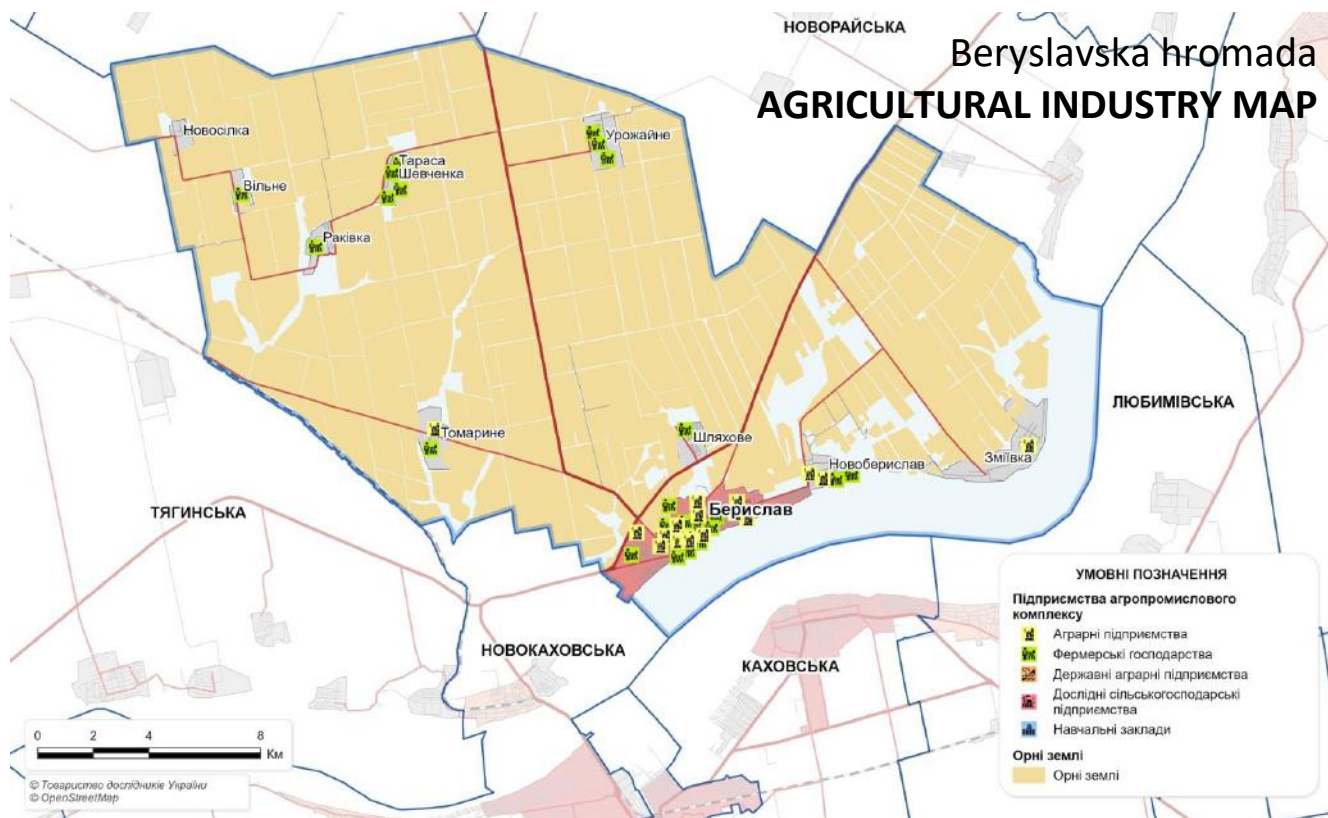 НОВОРАЙСЬКА
Beryslavska hromada
AGRICULTURAL INDUSTRY MAP
Новосілка
Урожайне
Тараса
Шевченка
Вільне
Раківка
ЛЮБИМІВСЬКА
Томарине
Шляхове
Новоберислав
Зміївка
Берислав
ТЯГИНСЬКА
НОВОКАХОВСЬКА
КАХОВСЬКА
УМОВНІ ПОЗНАЧЕННЯ
Підприємства агропромислового
комплексу
Аграрні підприємства
Фермерські господарства
Державні аграрні підприємства
Дослідні сільськогосподарські
підприємства
Навчальні заклади
Орні землі
Орні землі
0 2 4 8
Км
© Товариство дослідників України
© OpenStreetMap